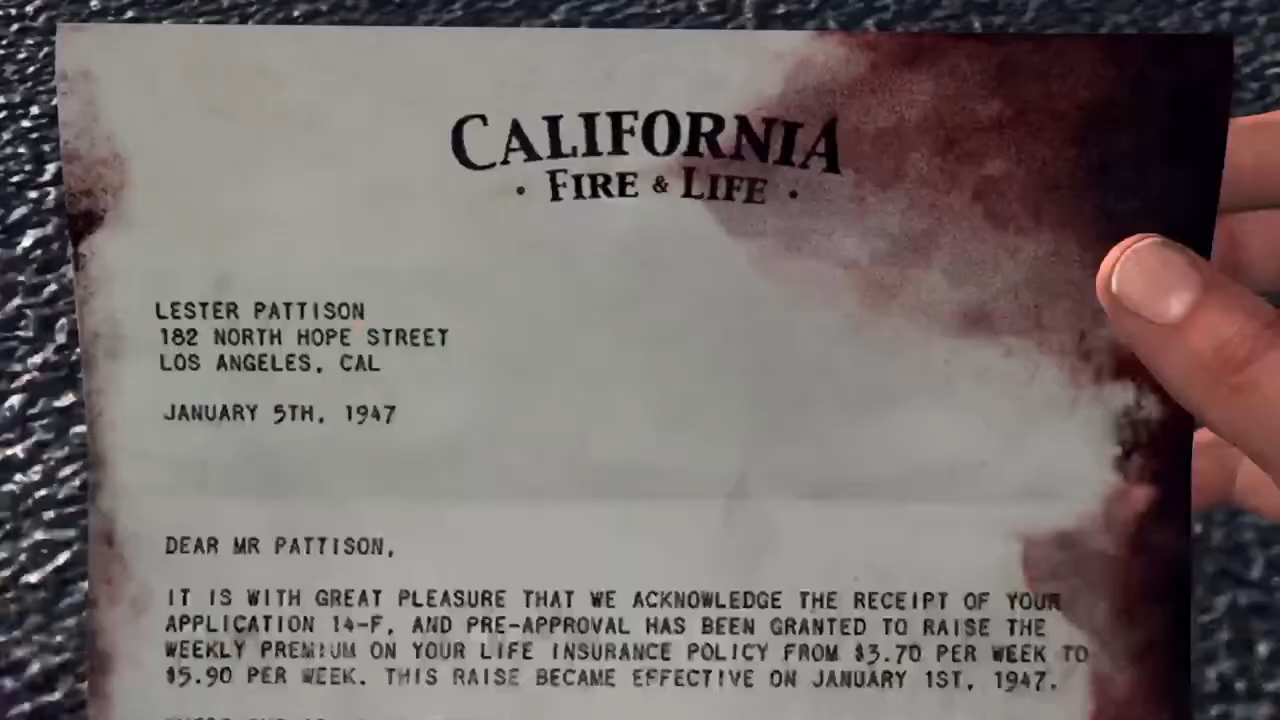 CALIFORNIA
· FIRE & LIFE ·
LESTER PATTISON
182 NORTH HOPE STREET
LOS ANGELES, CAL
JANUARY 5TH, 1947
DEAR MR PATTISON,
IT IS WITH GREAT PLEASURE THAT WE ACKNOWLEDGE THE RECEIPT OF YOUR
APPLICATION 14-F, AND PRE-APPROVAL HAS BEEN GRANTED TO RAISE THE
WEEKLY PREMIUM ON YOUR LIFE INSURANCE POLICY FROM $3.70 PER WEEK TO
$5.90 PER WEEK. THIS RAISE BECAME EFFECTIVE ON JANUARY 1ST, 1947.